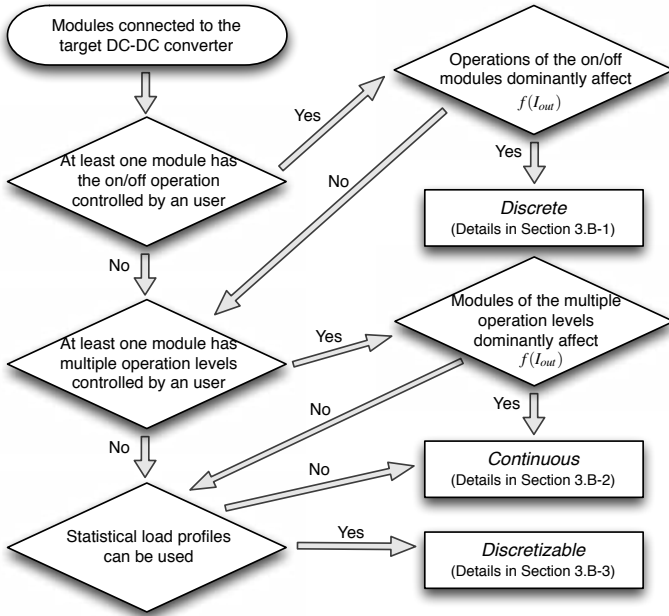 Modules connected to the
target DC-DC converter
Operations of the on/off
modules dominantly affect
f(I_out)
Yes
At least one module has
the on/off operation
controlled by an user
No
Yes
Discrete
(Details in Section 3.B-1)
No
At least one module has
multiple operation levels
controlled by an user
Yes
Modules of the multiple
operation levels
dominantly affect
f(I_out)
No
Yes
No
Continuous
(Details in Section 3.B-2)
No
Statistical load profiles
can be used
Yes
Discretizable
(Details in Section 3.B-3)